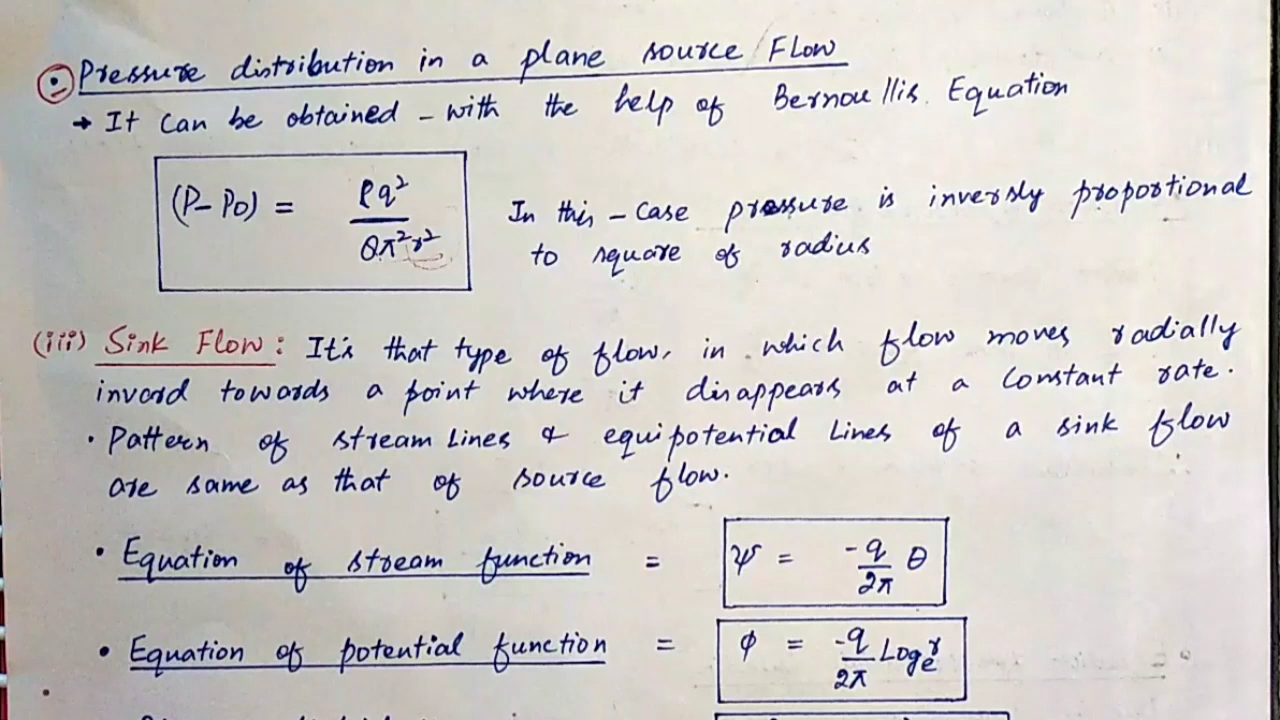 Pressure distribution in a plane source Flow
→ It can be obtained - with the help of Bernoullis Equation
(P-P0) = ρq² / 8π²r²
In this - case pressure is inversly proportional
to square of radius
(iii) Sink Flow: It's that type of flow, in which flow moves radially
inword towards a point where it disappears at a constant rate.
• Pattern of stream Lines & equipotential Lines of a sink flow
are same as that of source flow.
• Equation of stream function = ψ = -q/2π θ
• Equation of potential function = ϕ = -q/2π Logₑr